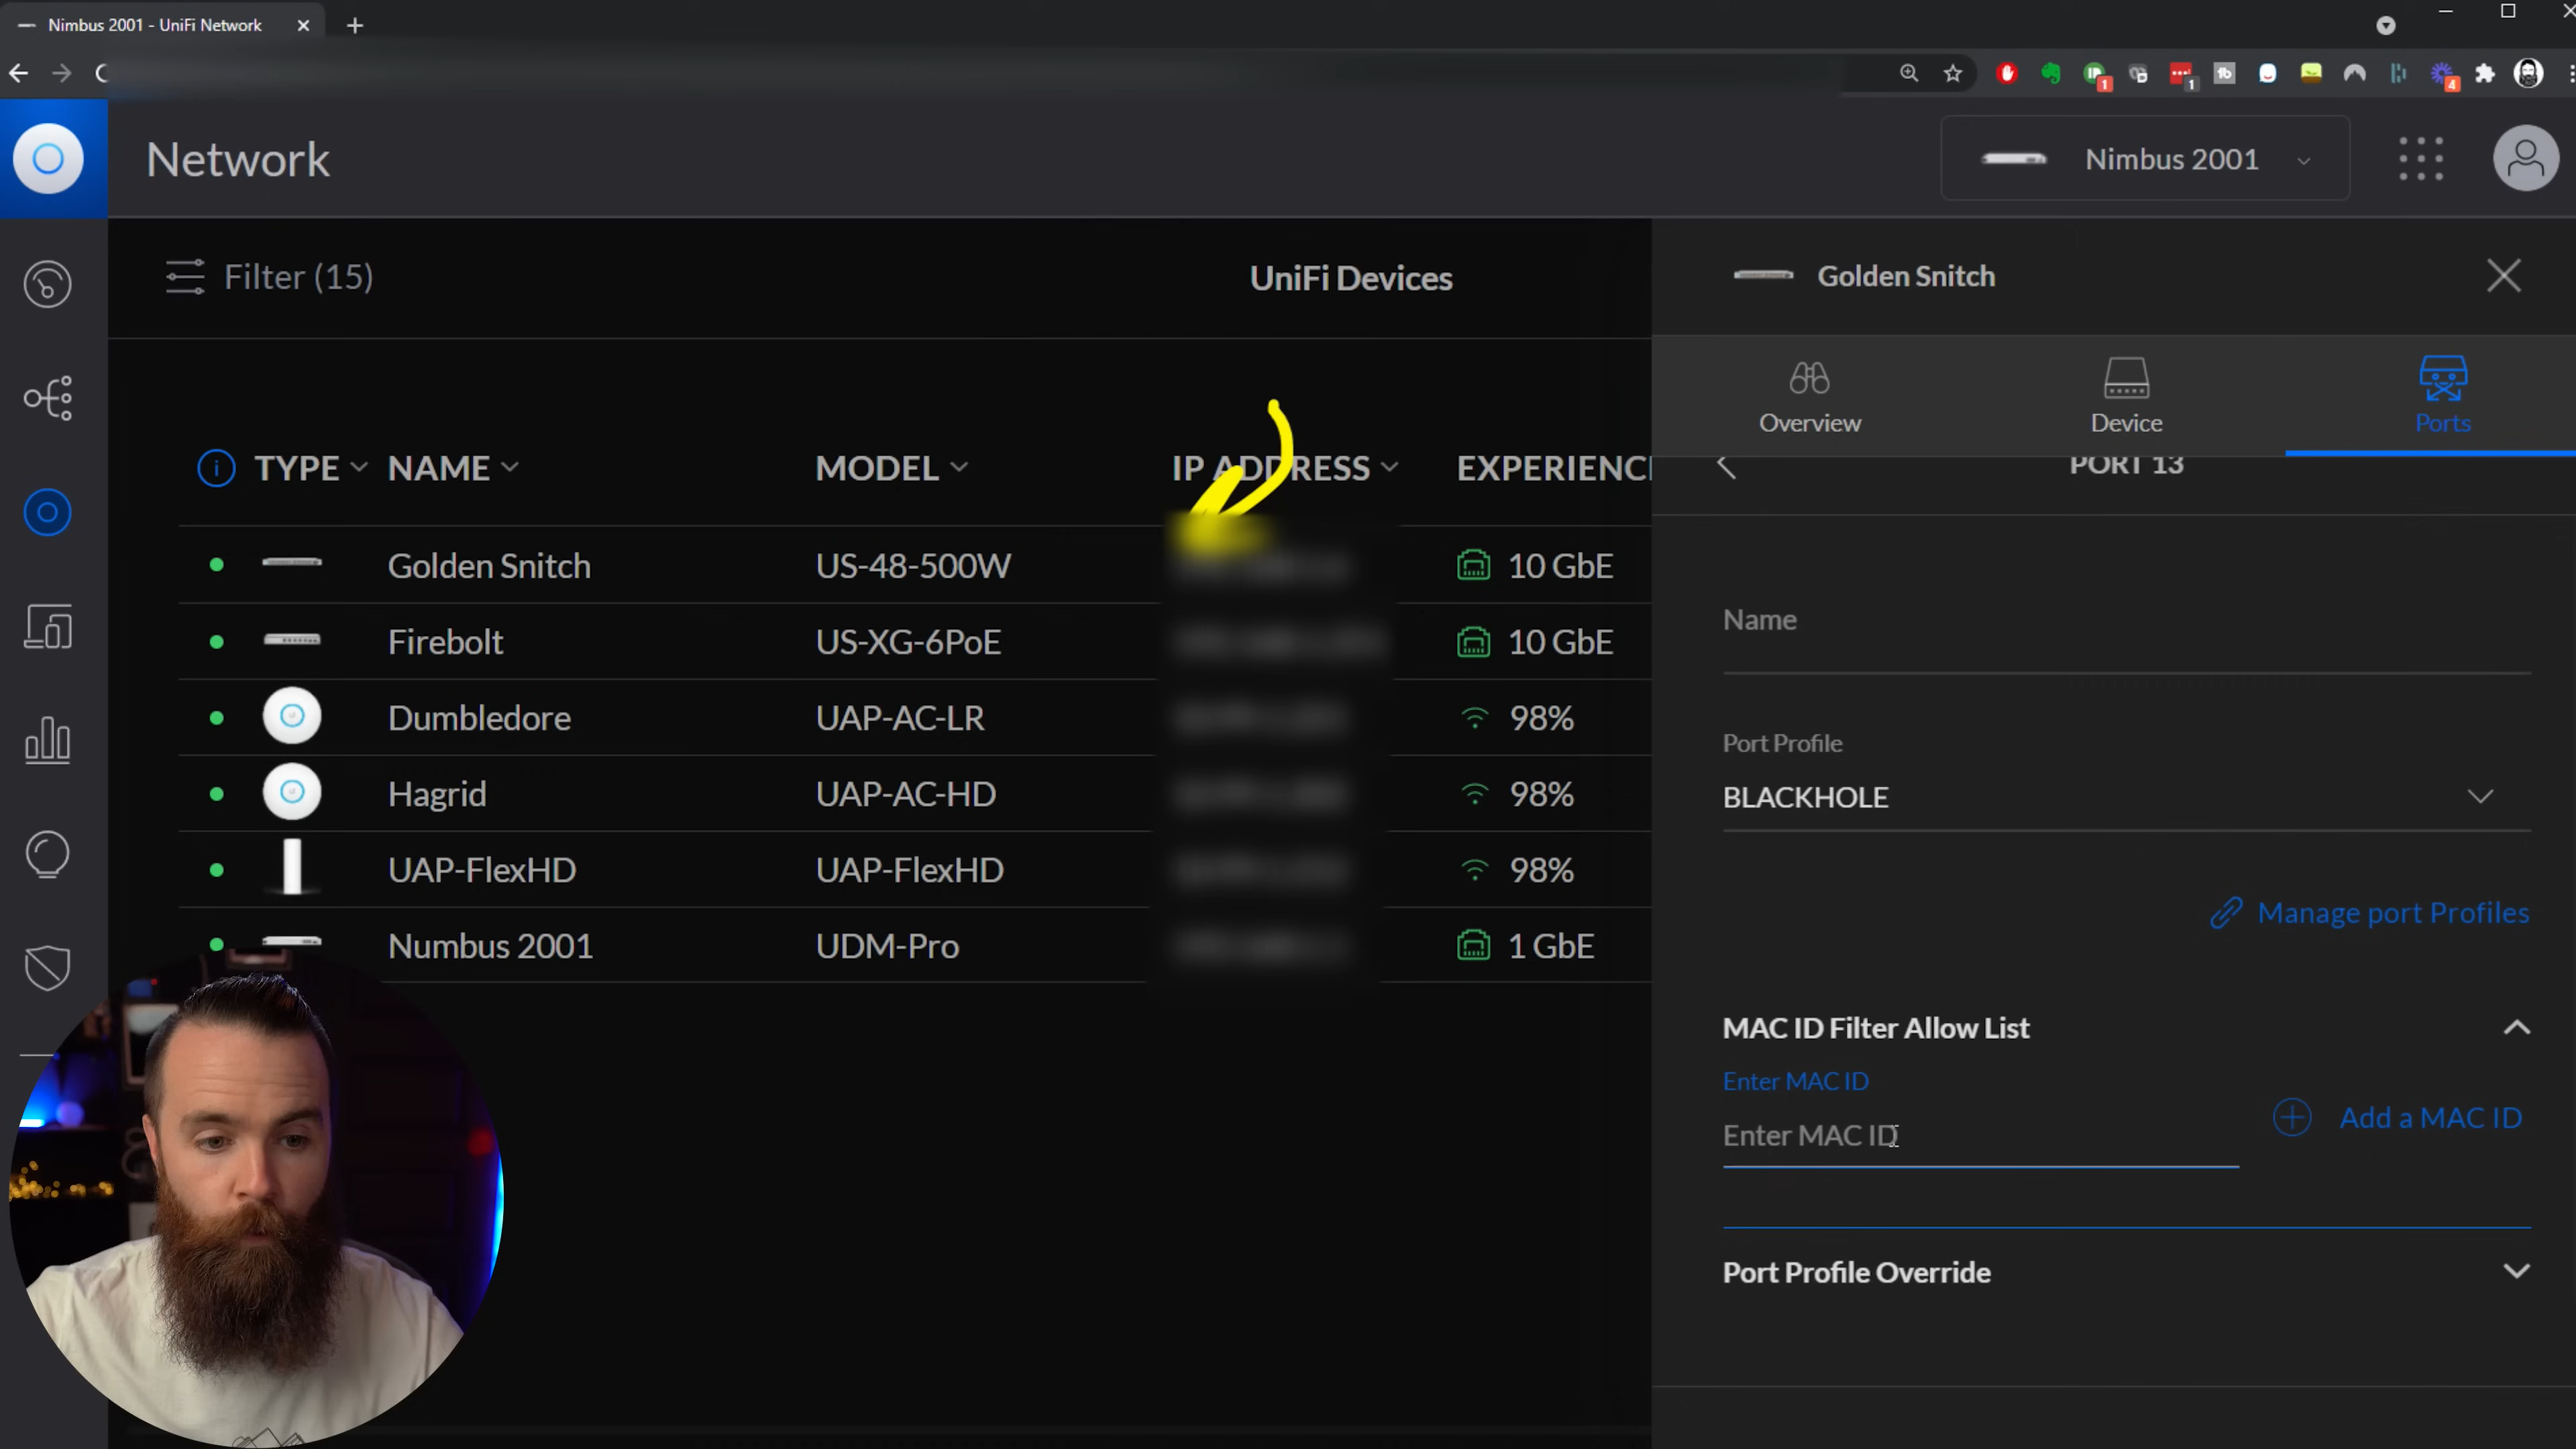 Nimbus 2001 - UniFi Network
1
1
4
Network
Nimbus 2001
Filter (15)
UniFi Devices
Golden Snitch
Overview
Device
Ports
TYPE NAME MODEL IP ADDRESS EXPERIENC
PORT 13
Golden Snitch US-48-500W 10 GbE
Firebolt US-XG-6PoE 10 GbE
Dumbledore UAP-AC-LR 98%
Hagrid UAP-AC-HD 98%
UAP-FlexHD UAP-FlexHD 98%
Numbus 2001 UDM-Pro 1 GbE
Name
Port Profile
BLACKHOLE
Manage port Profiles
MAC ID Filter Allow List
Enter MAC ID
Enter MAC ID
Add a MAC ID
Port Profile Override